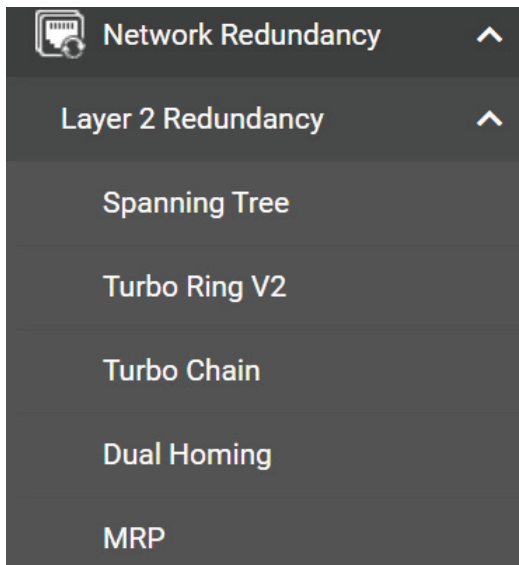 Network Redundancy
Layer 2 Redundancy
Spanning Tree
Turbo Ring V2
Turbo Chain
Dual Homing
MRP